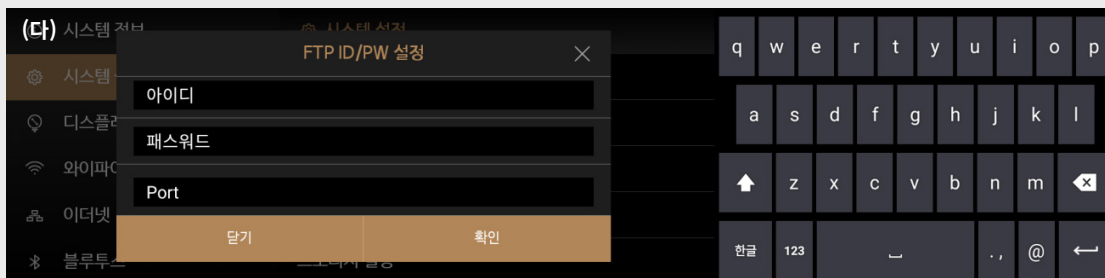 (다) 시스템 정보
시스템 설정
FTP ID/PW 설정
시스템
아이디
디스플레
패스워드
와이파이
Port
이더넷
닫기 확인
블루투스
q w e r t y u i o p
a s d f g h j k l
z x c v b n m
한글 123 . , @